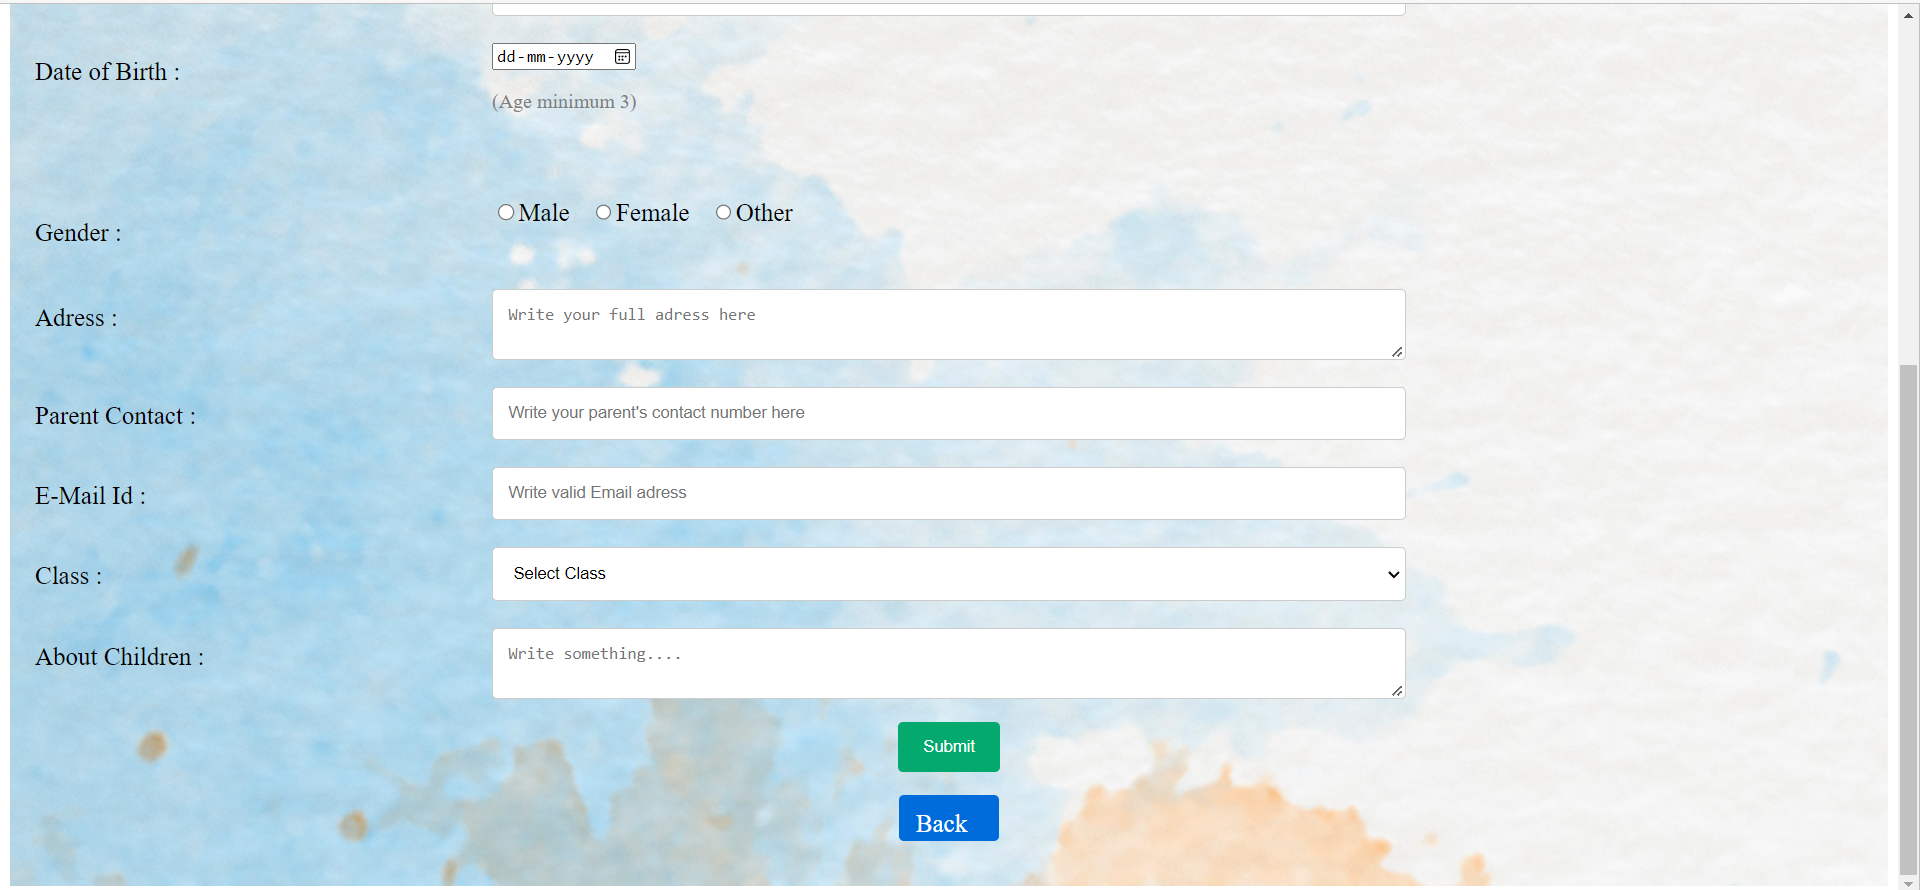 Date of Birth :
dd-mm-yyyy
(Age minimum 3)
Gender :
Male Female Other
Adress :
Write your full adress here
Parent Contact :
Write your parent's contact number here
E-Mail Id :
Write valid Email adress
Class :
Select Class
About Children :
Write something....
Submit
Back